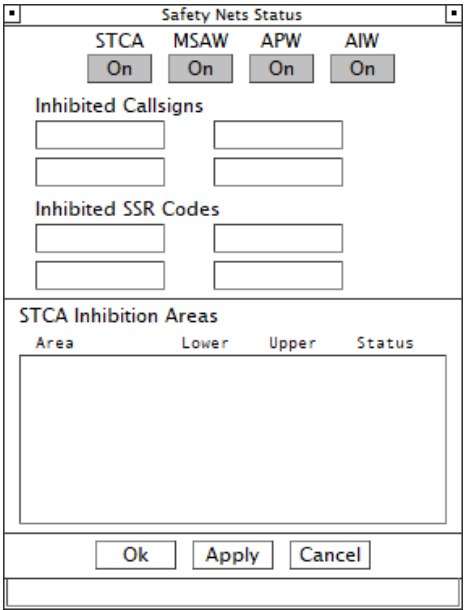 Safety Nets Status
STCA MSAW APW AIW
On On On On
Inhibited Callsigns
Inhibited SSR Codes
STCA Inhibition Areas
Area Lower Upper Status
Ok Apply Cancel